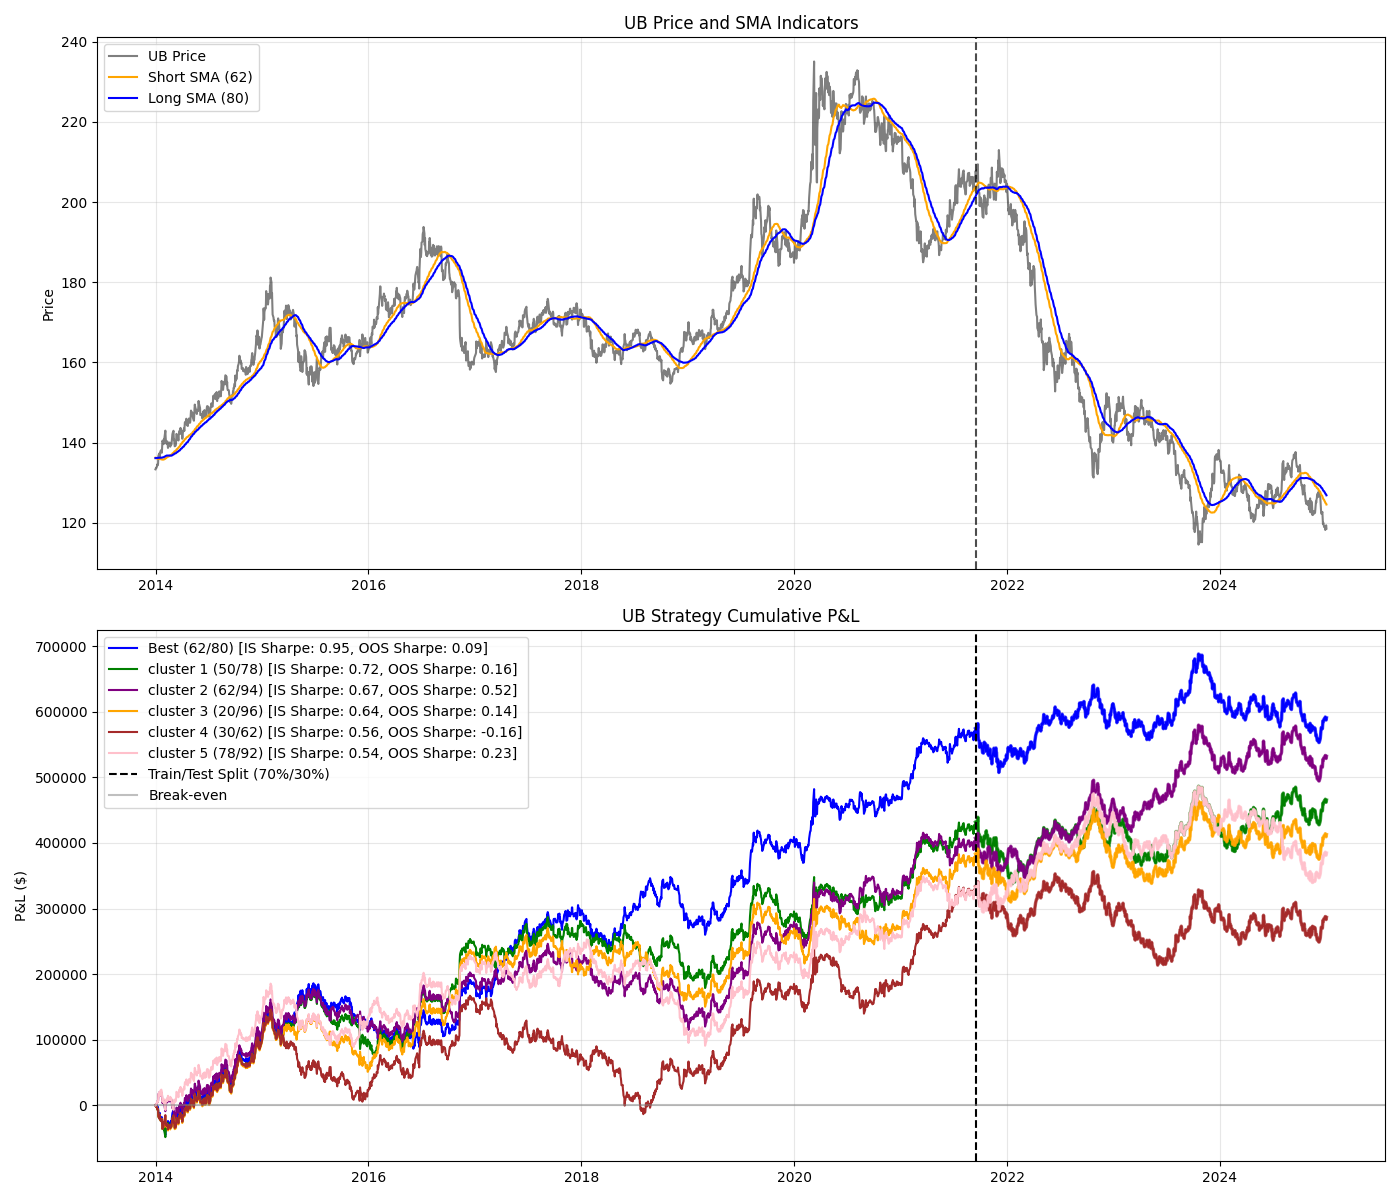 UB Price and SMA Indicators
UB Price
Short SMA (62)
Long SMA (80)
Price
240
220
200
180
160
140
120
2014
2016
2018
2020
2022
2024
UB Strategy Cumulative P&L
Best (62/80) [IS Sharpe: 0.95, OOS Sharpe: 0.09]
cluster 1 (50/78) [IS Sharpe: 0.72, OOS Sharpe: 0.16]
cluster 2 (62/94) [IS Sharpe: 0.67, OOS Sharpe: 0.52]
cluster 3 (20/96) [IS Sharpe: 0.64, OOS Sharpe: 0.14]
cluster 4 (30/62) [IS Sharpe: 0.56, OOS Sharpe: -0.16]
cluster 5 (78/92) [IS Sharpe: 0.54, OOS Sharpe: 0.23]
Train/Test Split (70%/30%)
Break-even
P&L ($)
700000
600000
500000
400000
300000
200000
100000
0
2014
2016
2018
2020
2022
2024